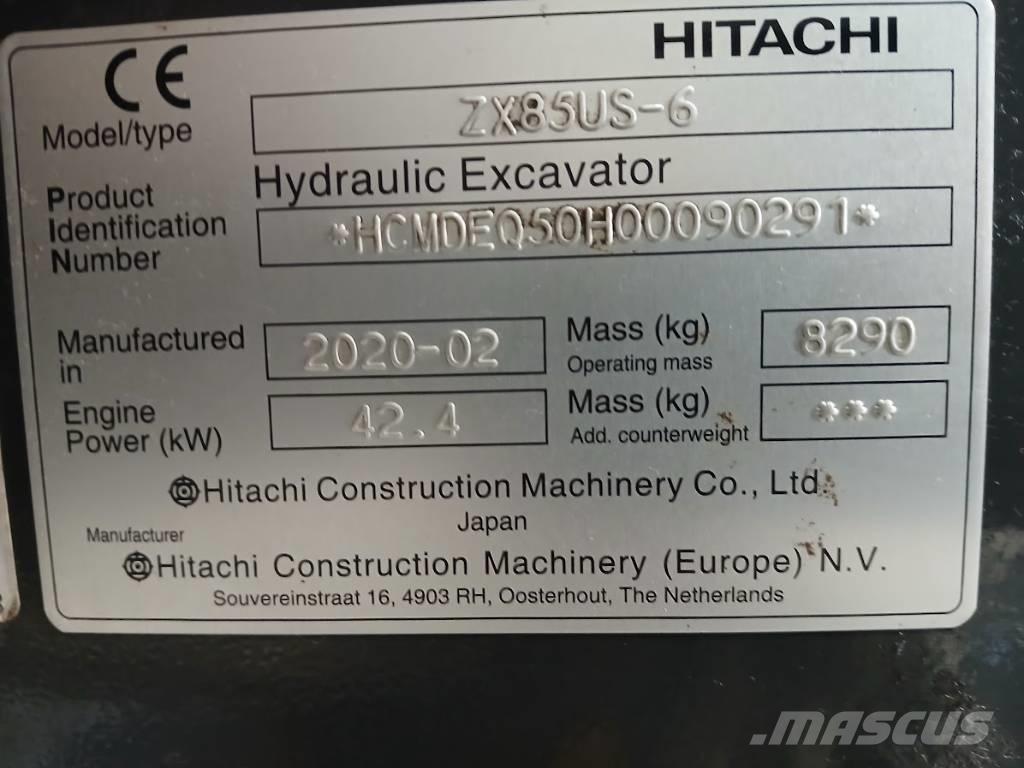 CE
HITACHI
Model/type
ZX85US-6
Hydraulic Excavator
Product
Identification
Number
*HCMDEQ50H00090291*
Manufactured
in
2020-02
Mass (kg)
Operating mass
8290
Engine
Power (kW)
42.4
Mass (kg)
Add. counterweight
***
Hitachi Construction Machinery Co., Ltd.
Japan
Manufacturer
Hitachi Construction Machinery (Europe) N.V.
Souvereinstraat 16, 4903 RH, Oosterhout, The Netherlands
.MASCUS